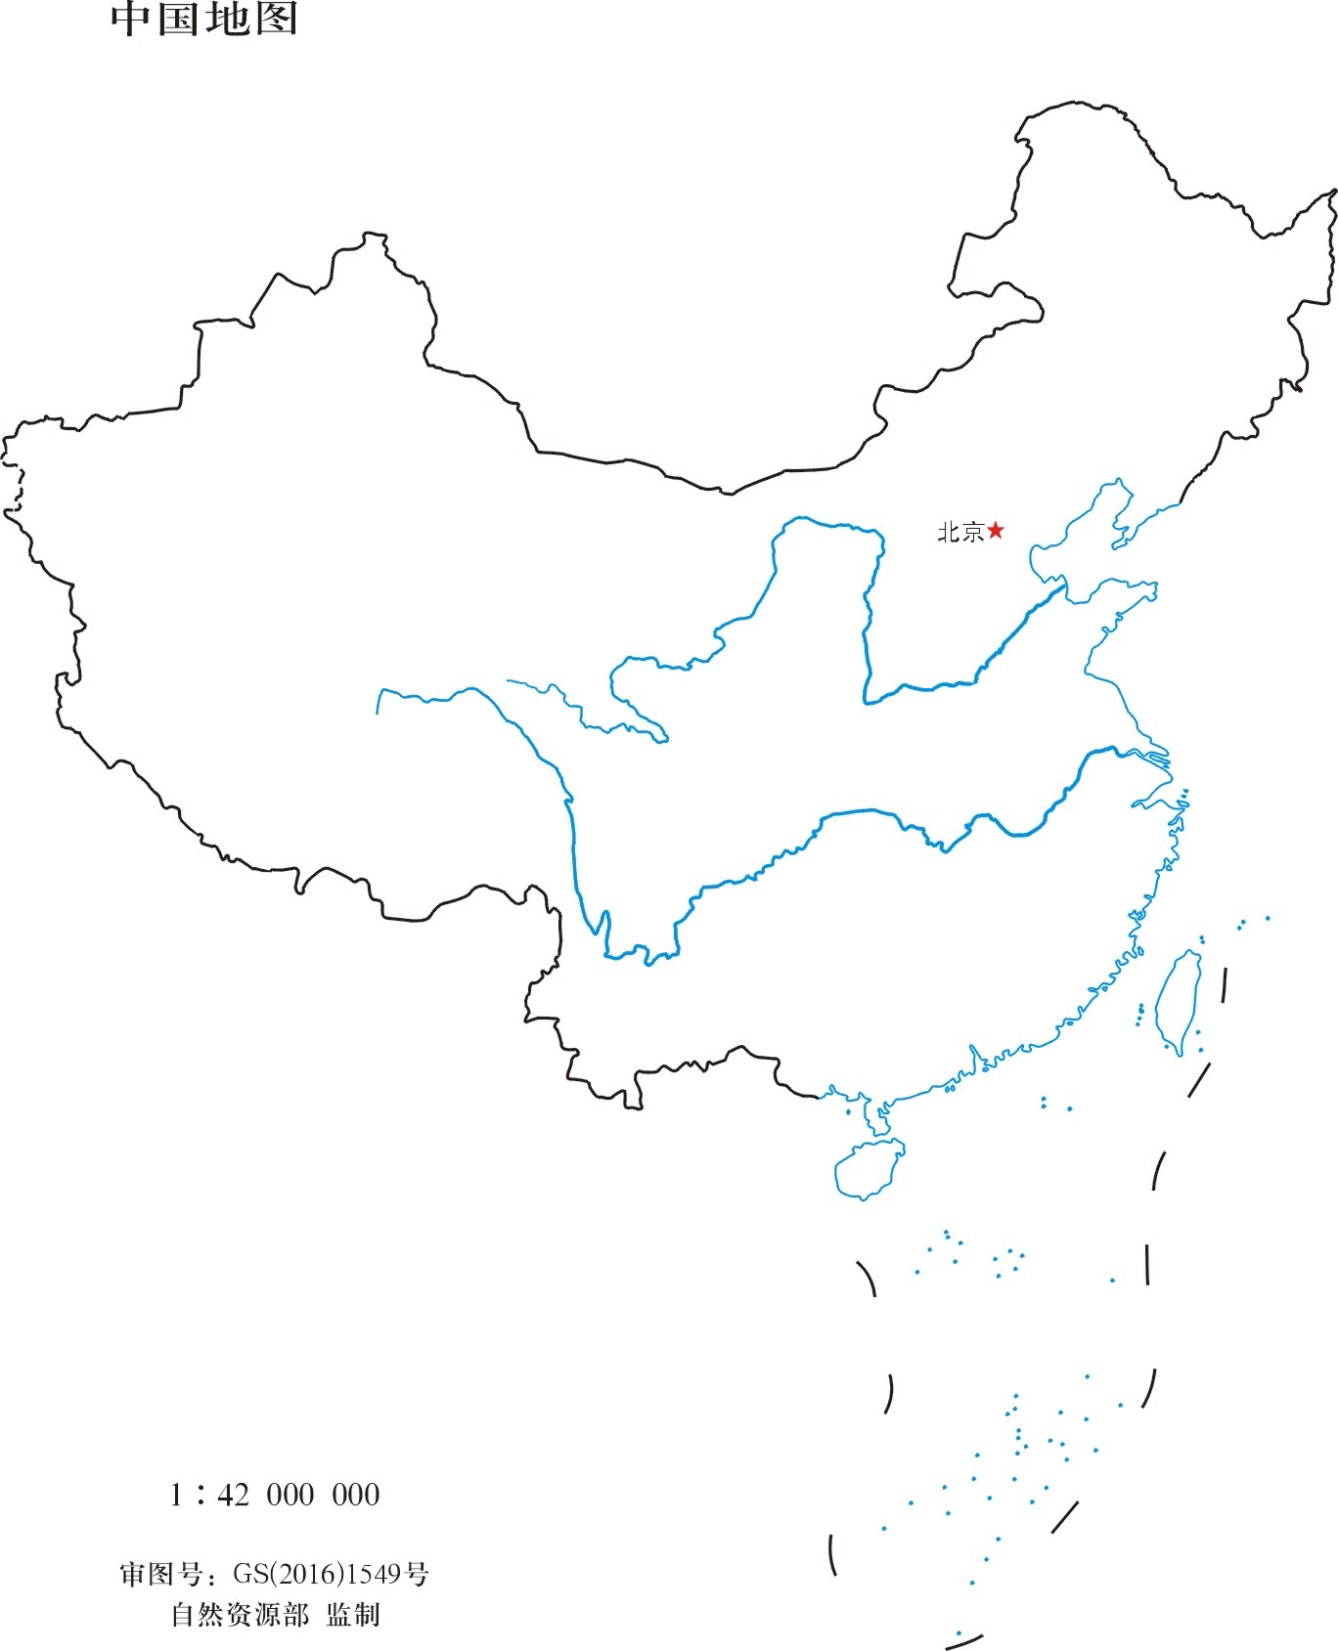 中国地图
北京
1：42 000 000
审图号：GS(2016)1549号
自然资源部 监制